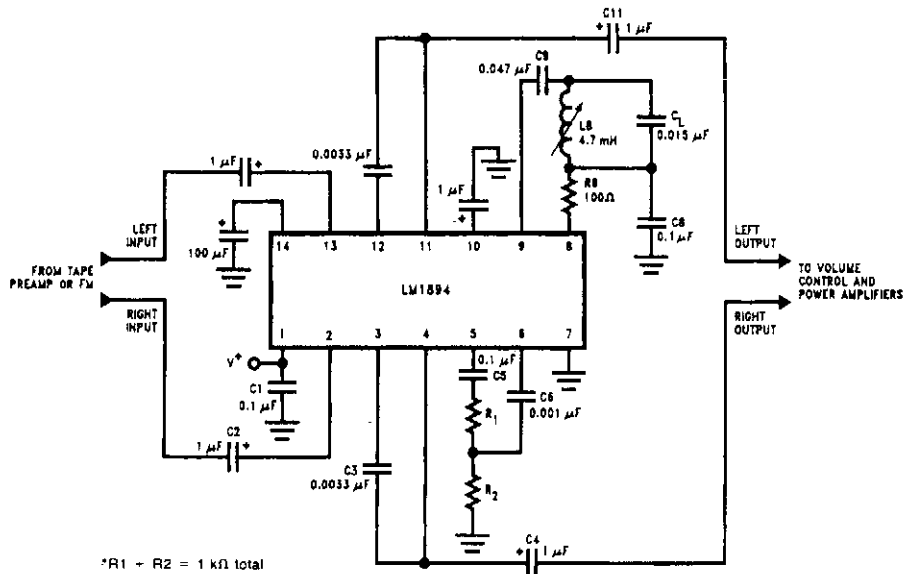 C11
1 μF
+
C9
0.047 μF
L8
4.7 mH
C_L
0.015 μF
0.0033 μF
1 μF
+
1 μF
+
R8
100Ω
C8
0.1 μF
+
100 μF
14 13 12 11 10 9 8
LEFT
INPUT
LEFT
OUTPUT
FROM TAPE
PREAMP OR FM
LM1894
TO VOLUME
CONTROL AND
POWER AMPLIFIERS
RIGHT
INPUT
RIGHT
OUTPUT
1 2 3 4 5 6 7
V+
0.1 μF
C5
C1
0.1 μF
C6
0.001 μF
R1
C2
1 μF
+
C3
0.0033 μF
R2
C4
+
1 μF
*R1 + R2 = 1 kΩ total